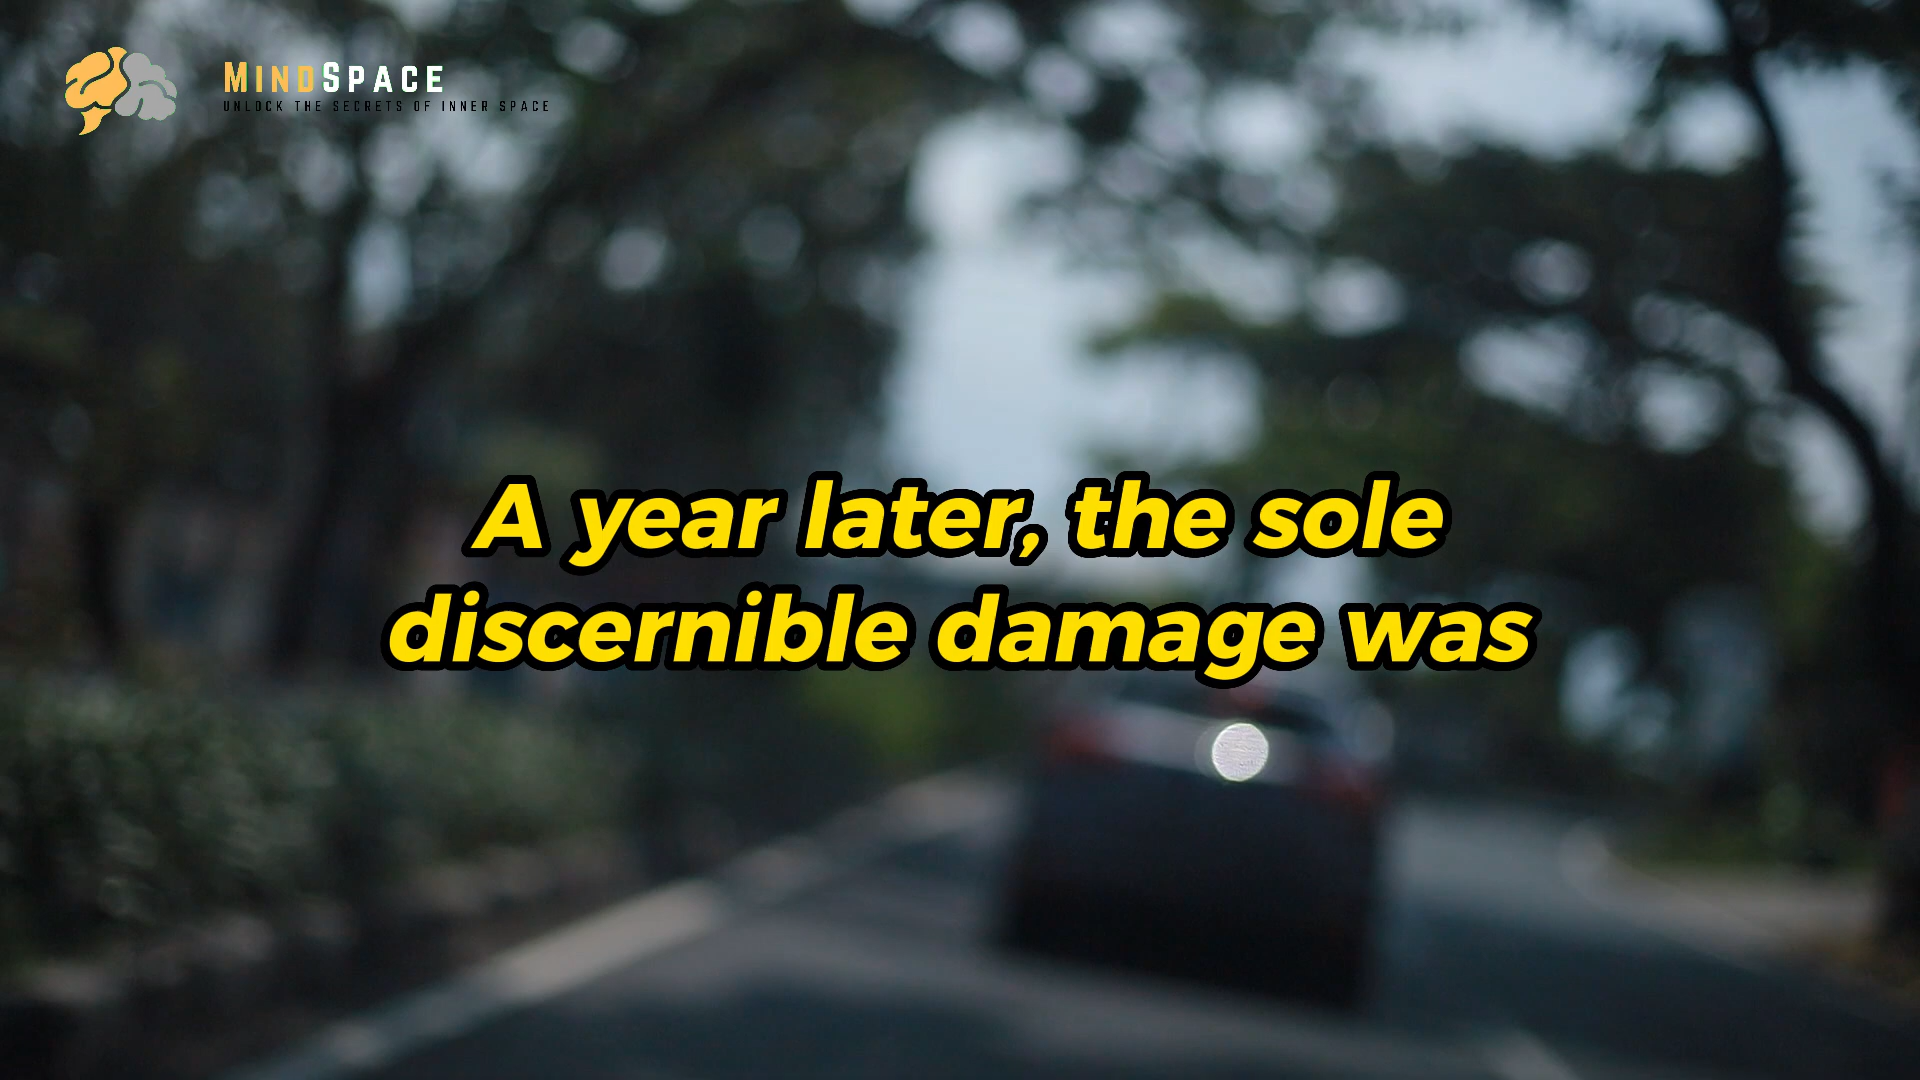 MINDSPACE
UNLOCK THE SECRETS OF INNER SPACE
A year later, the sole
discernible damage was